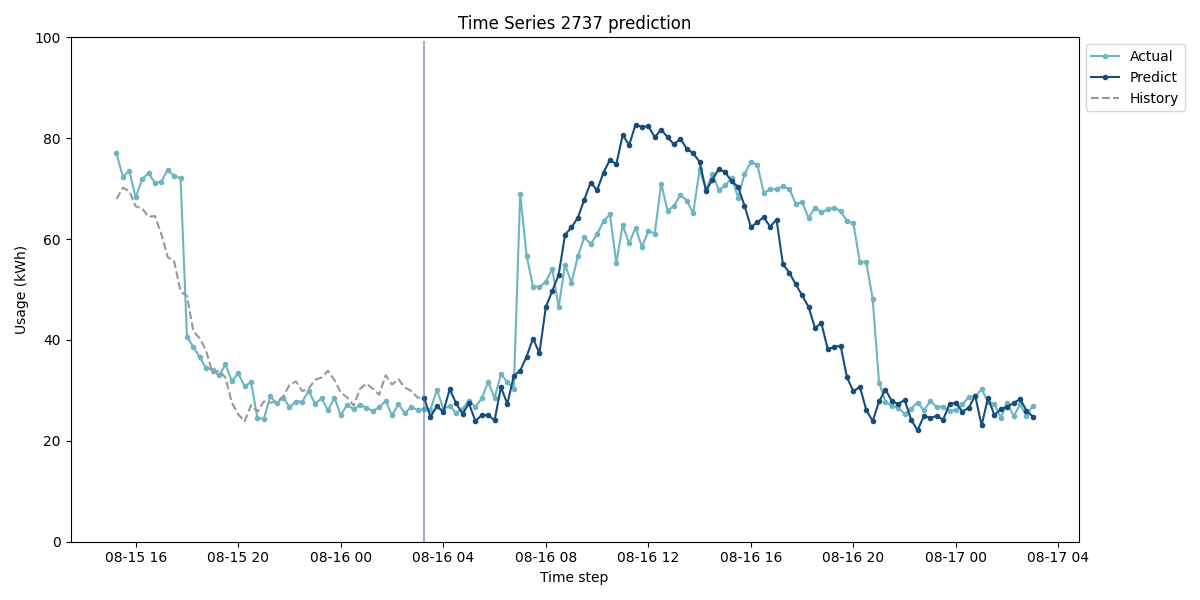 Time Series 2737 prediction
Usage (kWh)
100
80
60
40
20
0
08-15 16
08-15 20
08-16 00
08-16 04
08-16 08
08-16 12
08-16 16
08-16 20
08-17 00
08-17 04
Time step
Actual
Predict
History